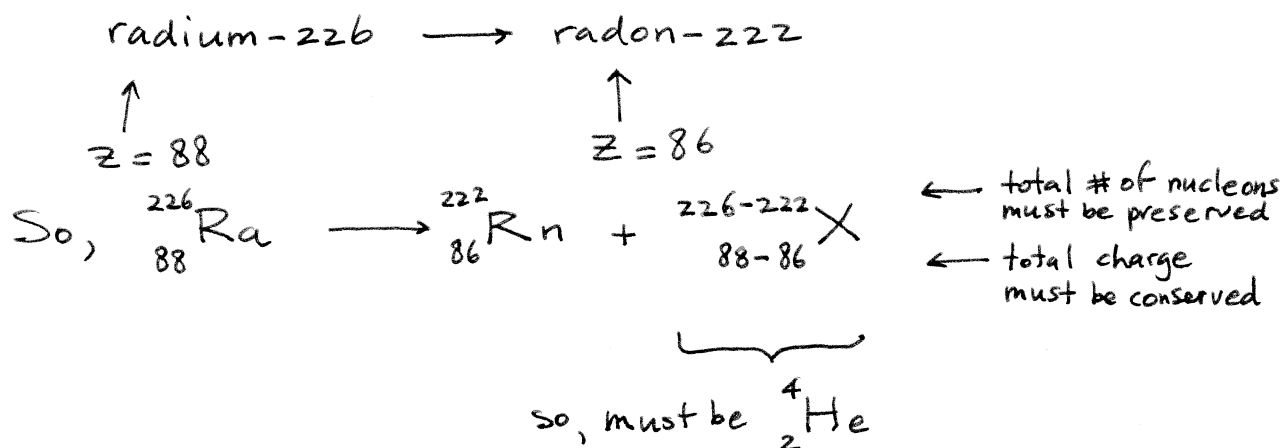 radium-226 ⟶ radon-222
↑ ↑
Z = 88 Z = 86
So, ²²⁶₈₈Ra ⟶ ²²²₈₆Rn + ²²⁶⁻²²²₈₈₋₈₆X
← total # of nucleons
must be preserved
← total charge
must be conserved
so, must be ⁴₂He